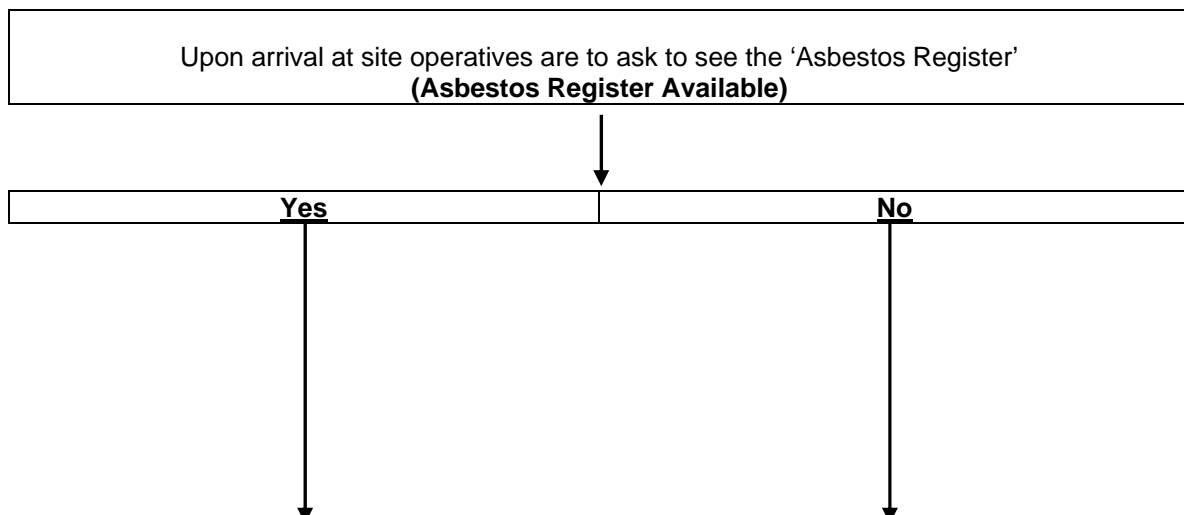 Upon arrival at site operatives are to ask to see the ‘Asbestos Register’
(Asbestos Register Available)
Yes
No